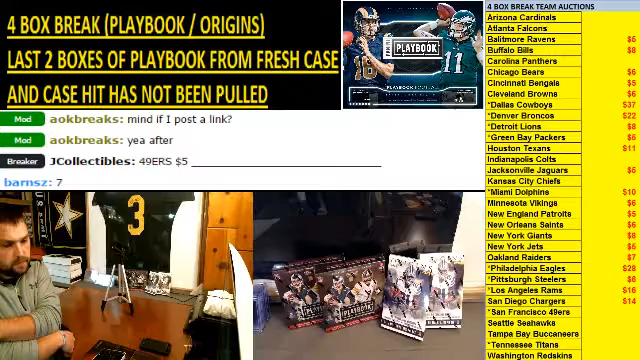 4 BOX BREAK (PLAYBOOK / ORIGINS)
LAST 2 BOXES OF PLAYBOOK FROM FRESH CASE
AND CASE HIT HAS NOT BEEN PULLED
PLAYBOOK
16
11
Mod aokbreaks: mind if I post a link?
Mod aokbreaks: yea after
Breaker JCollectibles: 49ERS $5 ____________________________
barnsz: 7
3
PLAYBOOK
4 BOX BREAK TEAM AUCTIONS
Arizona Cardinals
Atlanta Falcons
Balitmore Ravens $6
Buffalo Bills $8
Carolina Panthers
Chicago Bears $6
Cincinnati Bengals $5
Cleveland Browns $6
*Dallas Cowboys $37
*Denver Broncos $22
*Detroit Lions $8
*Green Bay Packers $6
Houston Texans $11
Indianapolis Colts
Jacksonville Jaguars $5
Kansas City Chiefs
*Miami Dolphins $10
Minnesota Vikings $6
New England Patriots $5
New Orleans Saints $6
New York Giants $8
New York Jets $5
Oakland Raiders $7
*Philadelphia Eagles $28
*Pittsburgh Steelers $6
*Los Angeles Rams $16
San Diego Chargers $14
*San Francisco 49ers
Seattle Seahawks
Tampa Bay Buccaneers
*Tennessee Titans
Washington Redskins